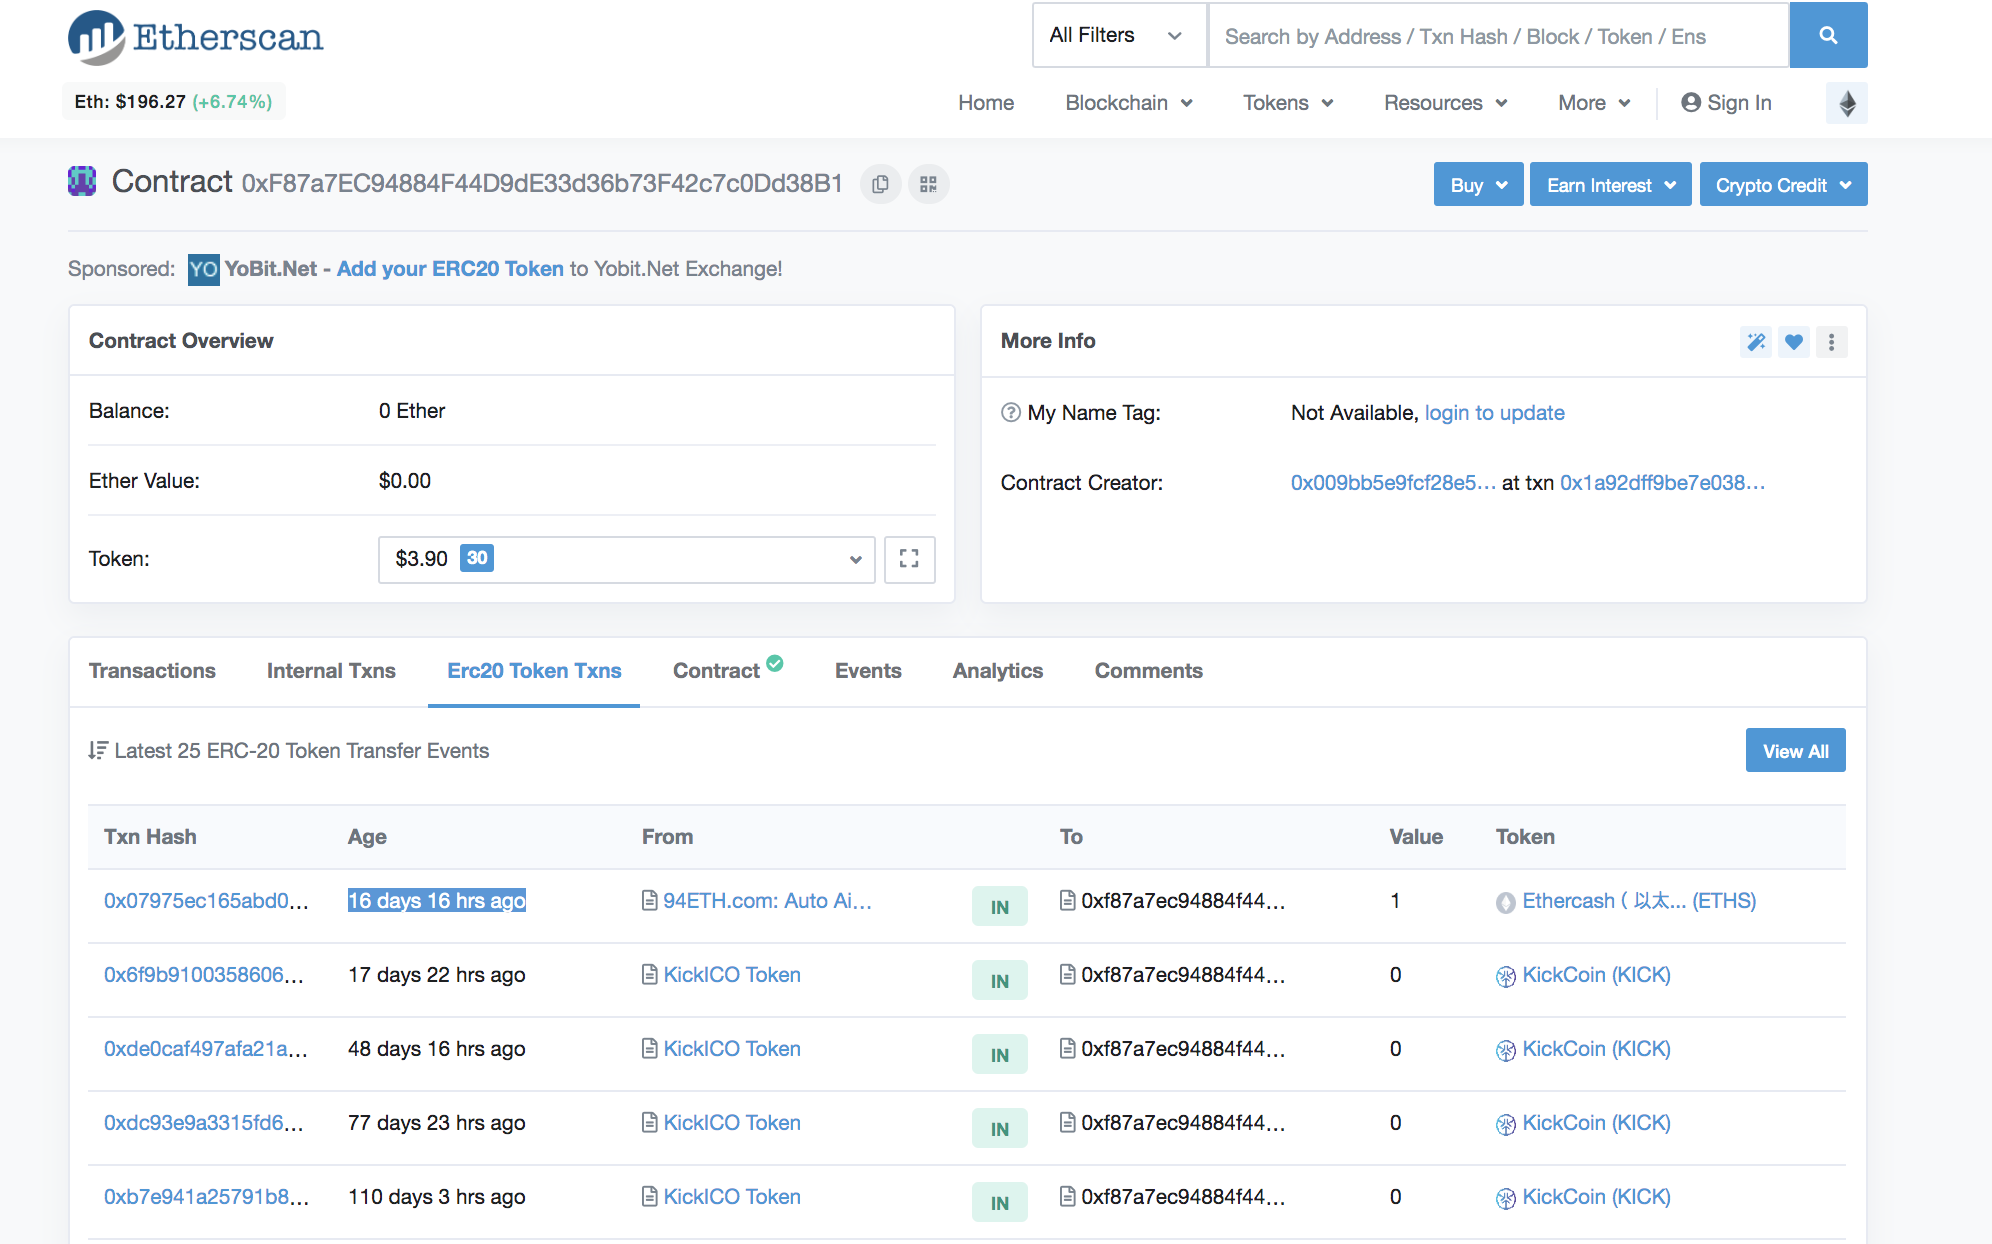 Etherscan
All Filters
Search by Address / Txn Hash / Block / Token / Ens
Eth: $196.27 (+6.74%)
Home Blockchain Tokens Resources More Sign In
Contract 0xF87a7EC94884F44D9dE33d36b73F42c7c0Dd38B1
Buy Earn Interest Crypto Credit
Sponsored: YO YoBit.Net - Add your ERC20 Token to Yobit.Net Exchange!
Contract Overview
Balance: 0 Ether
Ether Value: $0.00
Token: $3.90 30
More Info
My Name Tag: Not Available, login to update
Contract Creator: 0x009bb5e9fcf28e5... at txn 0x1a92dff9be7e038...
Transactions Internal Txns Erc20 Token Txns Contract Events Analytics Comments
Latest 25 ERC-20 Token Transfer Events
View All
Txn Hash Age From To Value Token
0x07975ec165abd0... 16 days 16 hrs ago 94ETH.com: Auto Ai... IN 0xf87a7ec94884f44... 1 Ethercash ( 以太... (ETHS)
0x6f9b9100358606... 17 days 22 hrs ago KickICO Token IN 0xf87a7ec94884f44... 0 KickCoin (KICK)
0xde0caf497afa21a... 48 days 16 hrs ago KickICO Token IN 0xf87a7ec94884f44... 0 KickCoin (KICK)
0xdc93e9a3315fd6... 77 days 23 hrs ago KickICO Token IN 0xf87a7ec94884f44... 0 KickCoin (KICK)
0xb7e941a25791b8... 110 days 3 hrs ago KickICO Token IN 0xf87a7ec94884f44... 0 KickCoin (KICK)